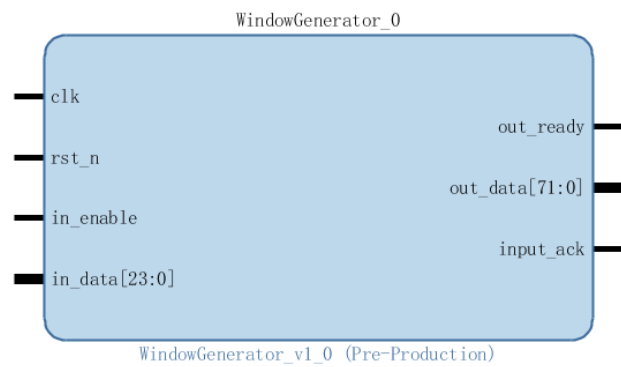 WindowGenerator_0
clk
rst_n
in_enable
in_data[23:0]
out_ready
out_data[71:0]
input_ack
WindowGenerator_v1_0 (Pre-Production)